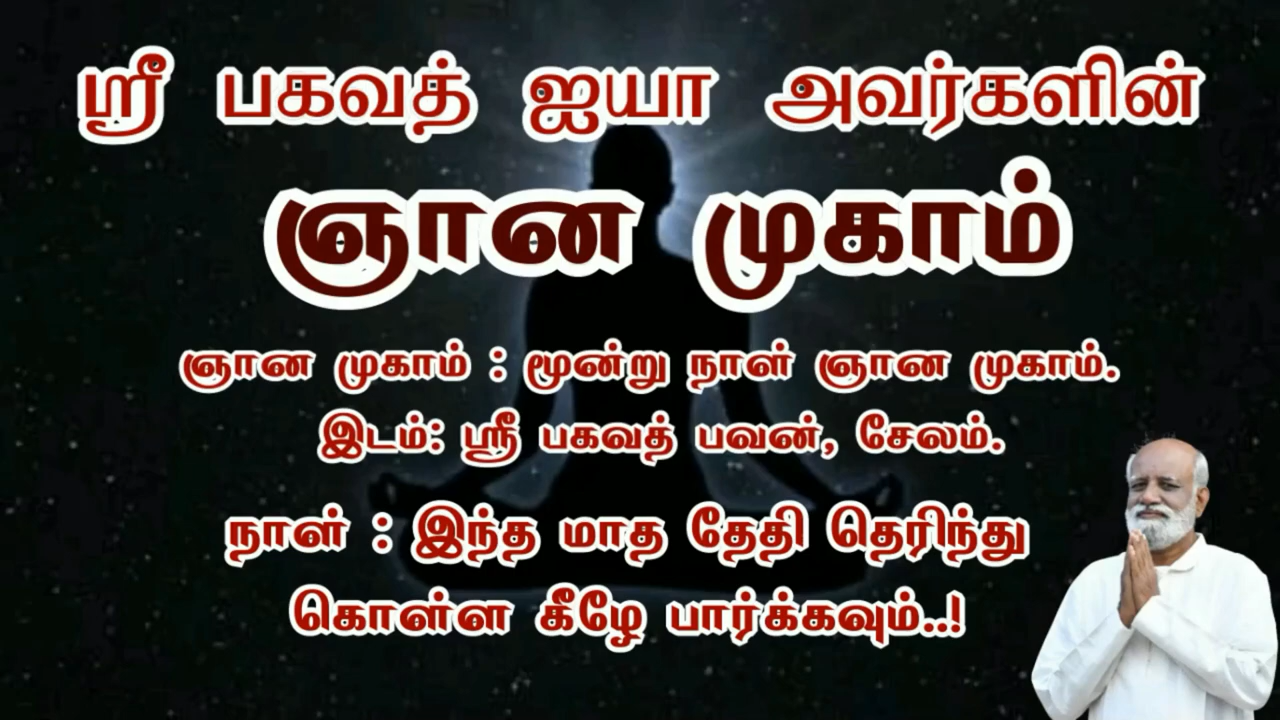 ஸ்ரீ பகவத் ஐயா அவர்களின்
ஞான முகாம்
ஞான முகாம் : மூன்று நாள் ஞான முகாம்.
இடம்: ஸ்ரீ பகவத் பவன், சேலம்.
நாள் : இந்த மாத தேதி தெரிந்து
கொள்ள கீழே பார்க்கவும்..!